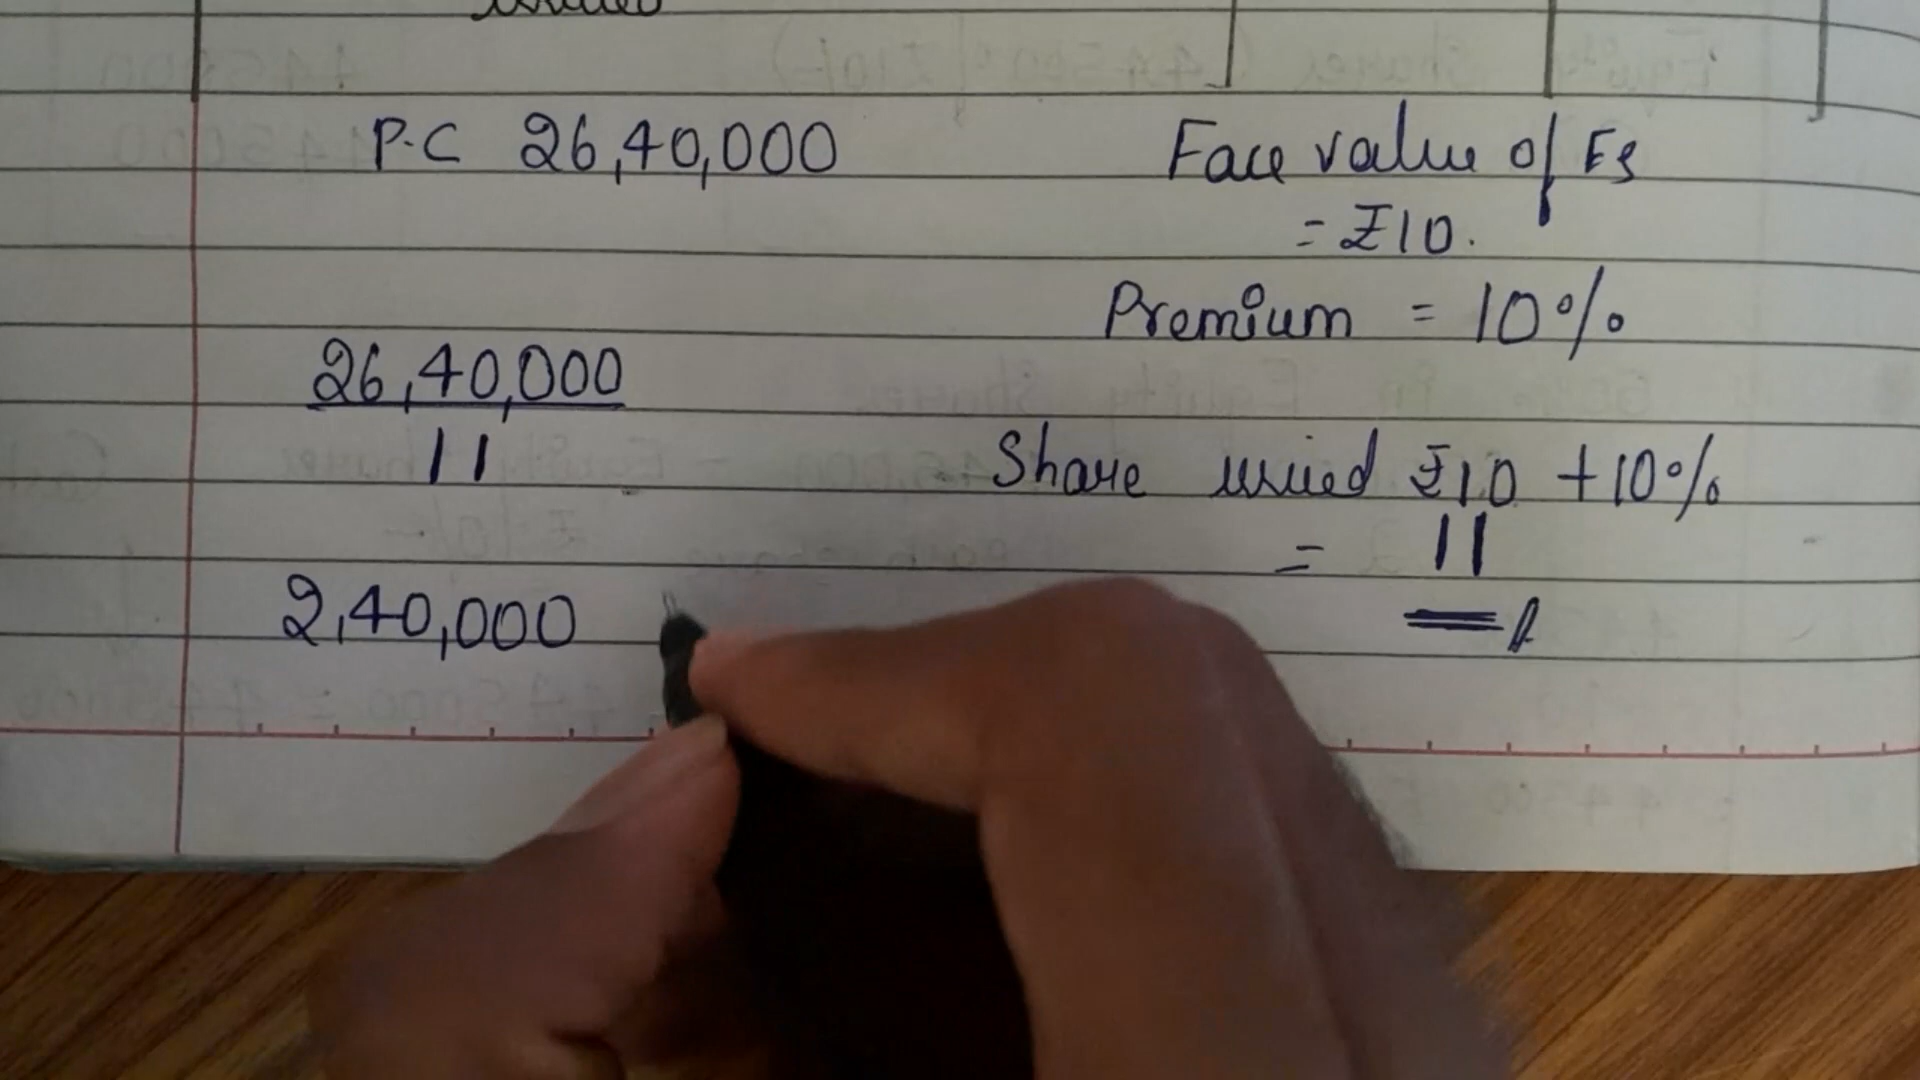 P.C 26,40,000
Face value of Es
= ₹10.
Premium = 10%
26,40,000
11
Share issued ₹10 + 10%
= 11
2,40,000